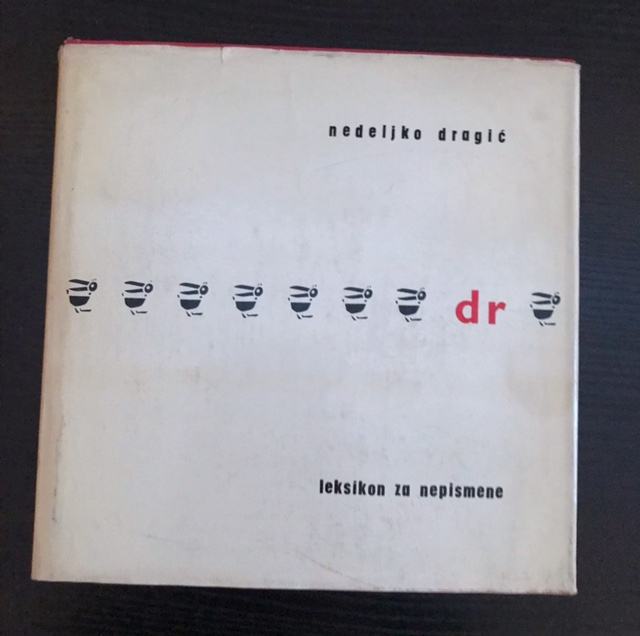 nedeljko dragić
dr
leksikon za nepismene